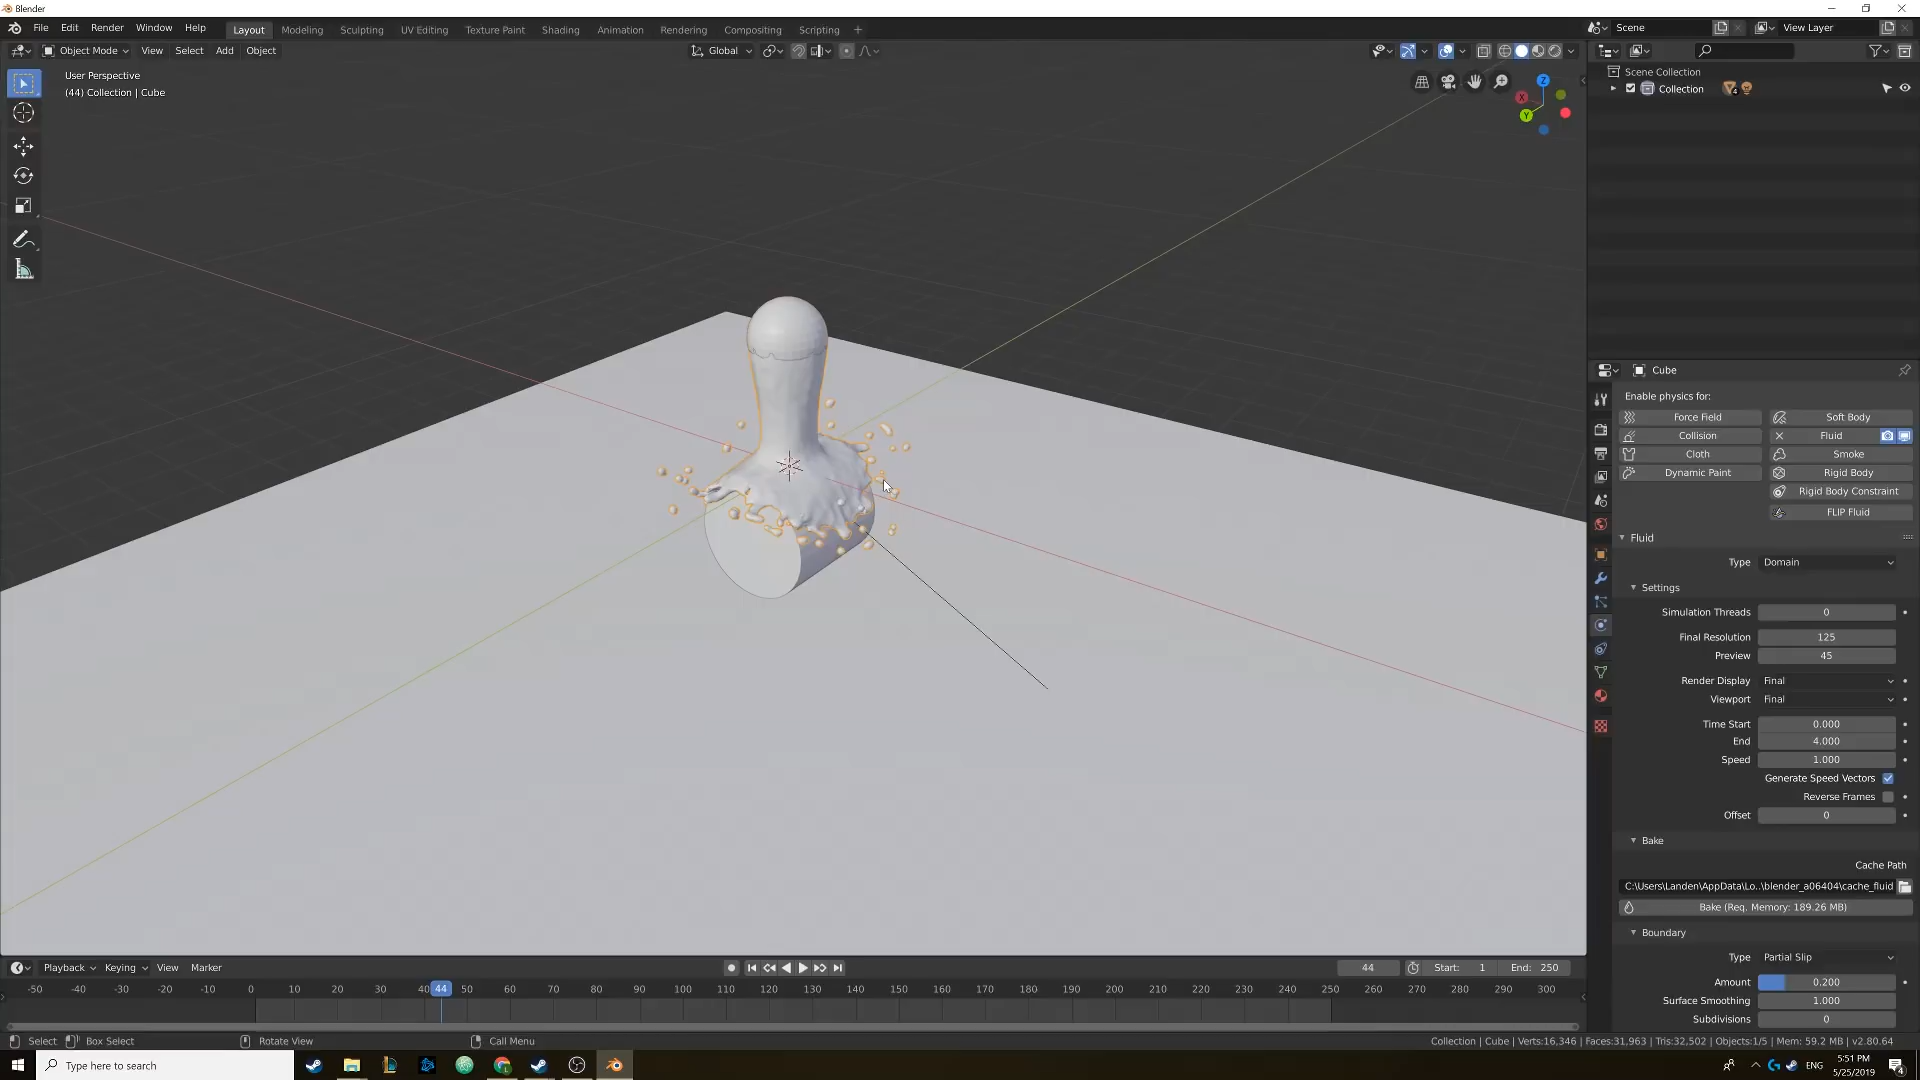 Blender
File Edit Render Window Help
Layout Modeling Sculpting UV Editing Texture Paint Shading Animation Rendering Compositing Scripting +
Scene
View Layer
Object Mode View Select Add Object
Global
User Perspective
(44) Collection | Cube
Z
X
Y
Scene Collection
Collection
4
Cube
Enable physics for:
Force Field
Soft Body
Collision
Fluid
Cloth
Smoke
Dynamic Paint
Rigid Body
Rigid Body Constraint
FLIP Fluid
Fluid
Type Domain
Settings
Simulation Threads 0
Final Resolution 125
Preview 45
Render Display Final
Viewport Final
Time Start 0.000
End 4.000
Speed 1.000
Generate Speed Vectors
Reverse Frames
Offset 0
Bake
Cache Path
C:\Users\Landen\AppData\Lo..\blender_a06404\cache_fluid
Bake (Req. Memory: 189.26 MB)
Boundary
Type Partial Slip
Amount 0.200
Surface Smoothing 1.000
Subdivisions 0
Playback Keying View Marker
44 Start: 1 End: 250
-50 -40 -30 -20 -10 0 10 20 30 40 44 50 60 70 80 90 100 110 120 130 140 150 160 170 180 190 200 210 220 230 240 250 260 270 280 290 300
Select Box Select Rotate View Call Menu
Collection | Cube | Verts:16,346 | Faces:31,963 | Tris:32,502 | Objects:1/5 | Mem: 59.2 MB | v2.80.64
Type here to search
ENG
5:51 PM
5/25/2019
4